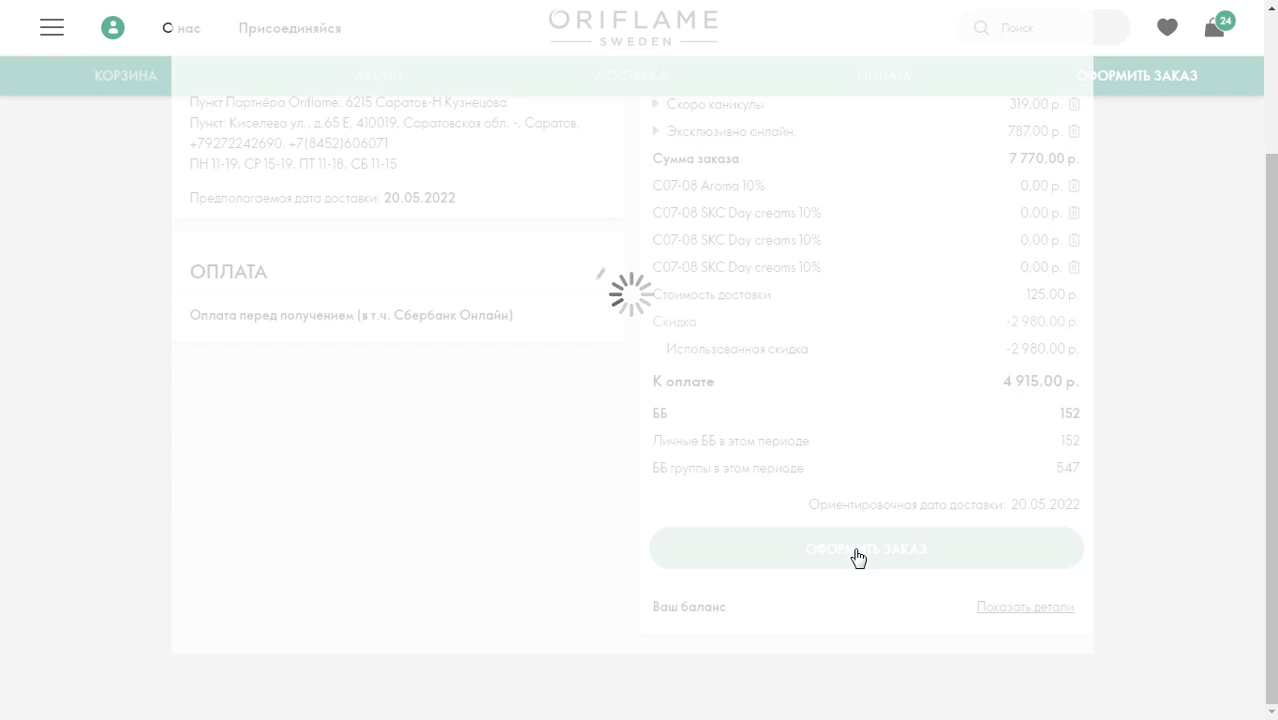 О нас
Присоединяйся
ORIFLAME
SWEDEN
Поиск
24
КОРЗИНА
АКЦИИ
ДОСТАВКА
ОПЛАТА
ОФОРМИТЬ ЗАКАЗ
Пункт Партнёра Oriflame: 6215 Саратов-Н Кузнецова
Пункт: Киселева ул., д.65 Е, 410019, Саратовская обл, -, Саратов,
+79272242690, +7(8452)606071
ПН 11-19, СР 15-19, ПТ 11-18, СБ 11-15
Предполагаемая дата доставки: 20.05.2022
ОПЛАТА
Оплата перед получением (в т.ч. Сбербанк Онлайн)
Скоро каникулы 319,00 р.
Эксклюзивно онлайн. 787,00 р.
Сумма заказа 7 770,00 р.
C07-08 Aroma 10% 0,00 р.
C07-08 SKC Day creams 10% 0,00 р.
C07-08 SKC Day creams 10% 0,00 р.
C07-08 SKC Day creams 10% 0,00 р.
Стоимость доставки 125,00 р.
Скидка -2 980,00 р.
Использованная скидка -2 980,00 р.
К оплате 4 915,00 р.
ББ 152
Личные ББ в этом периоде 152
ББ группы в этом периоде 547
Ориентировочная дата доставки: 20.05.2022
ОФОРМИТЬ ЗАКАЗ
Ваш баланс Показать детали